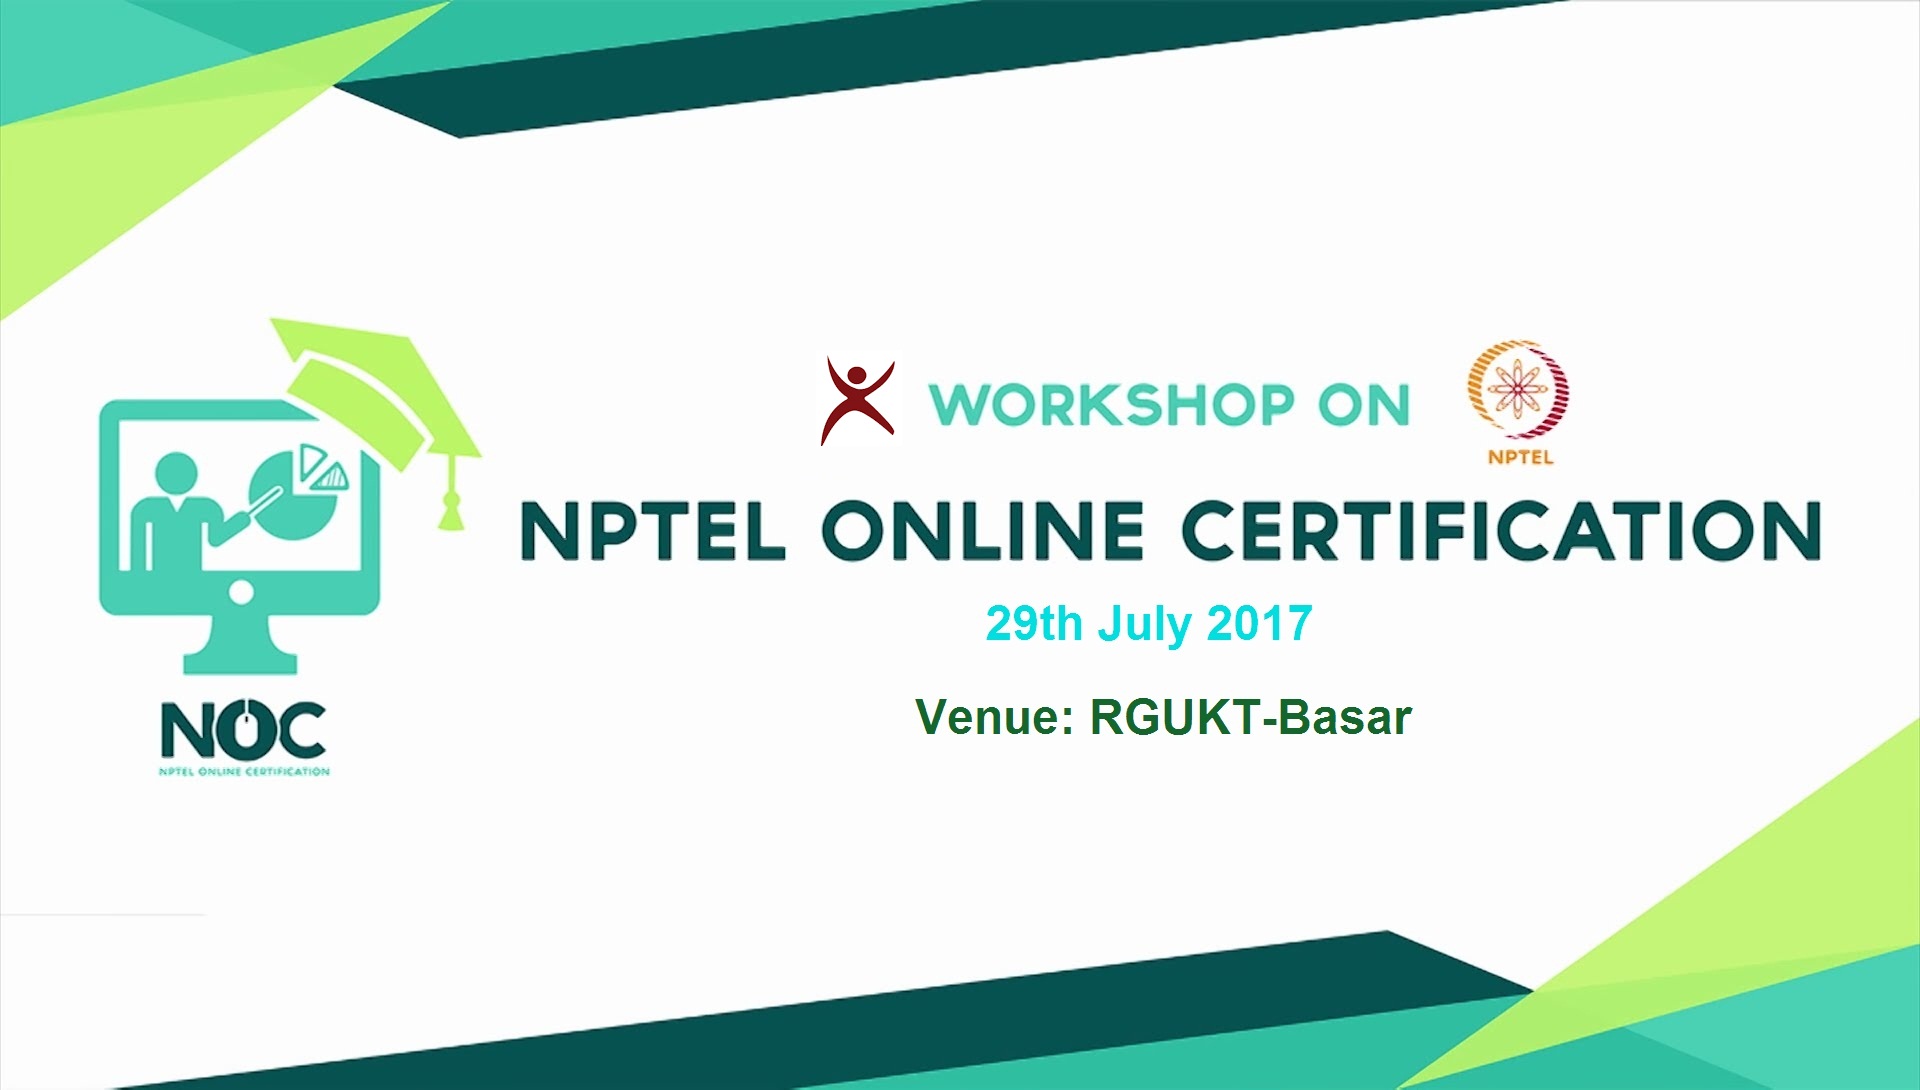 WORKSHOP ON
NPTEL
NPTEL ONLINE CERTIFICATION
29th July 2017
Venue: RGUKT-Basar
NOC
NPTEL ONLINE CERTIFICATION